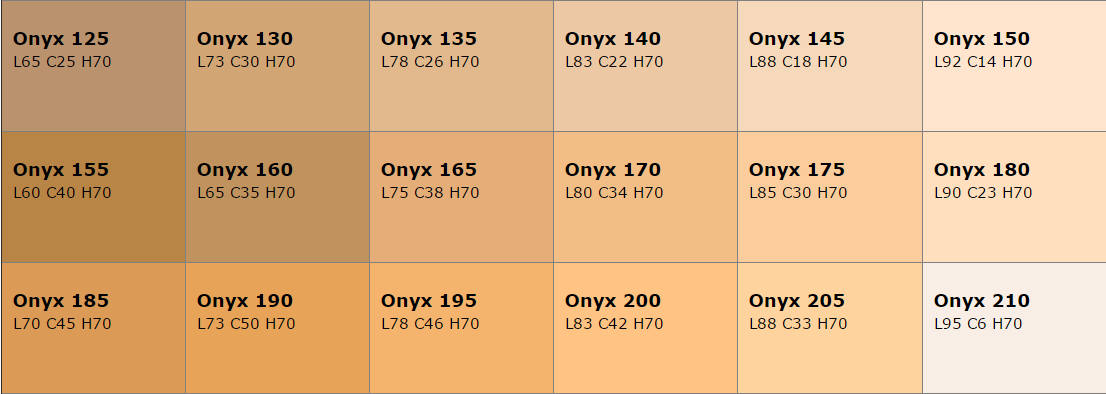 Onyx 125
L65 C25 H70
Onyx 130
L73 C30 H70
Onyx 135
L78 C26 H70
Onyx 140
L83 C22 H70
Onyx 145
L88 C18 H70
Onyx 150
L92 C14 H70
Onyx 155
L60 C40 H70
Onyx 160
L65 C35 H70
Onyx 165
L75 C38 H70
Onyx 170
L80 C34 H70
Onyx 175
L85 C30 H70
Onyx 180
L90 C23 H70
Onyx 185
L70 C45 H70
Onyx 190
L73 C50 H70
Onyx 195
L78 C46 H70
Onyx 200
L83 C42 H70
Onyx 205
L88 C33 H70
Onyx 210
L95 C6 H70